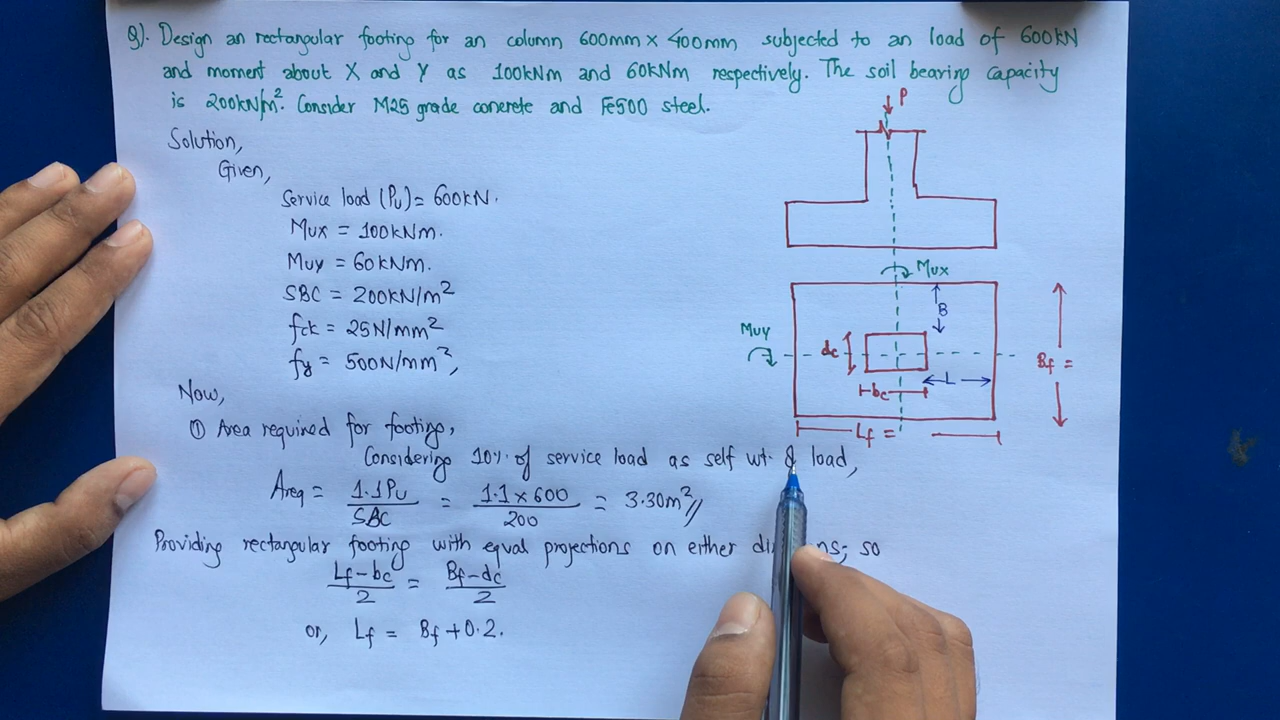 Q). Design an rectangular footing for an column 600mm x 400mm subjected to an load of 600kN
and moment about X and Y as 100kNm and 60kNm respectively. The soil bearing capacity
is 200kN/m². Consider M25 grade concrete and Fe500 steel.
P
Solution,
Given,
Service load (Pu) = 600kN.
Mux = 100kNm.
Muy = 60kNm.
SBC = 200kN/m²
fck = 25N/mm²
fy = 500N/mm²,
Mux
B
Muy
dc
Bf =
L
bc
Lf =
Now,
① Area required for footing,
Considering 10% of service load as self wt. & load,
Area = 1.1Pu/SBC = 1.1 x 600/200 = 3.30m²//
Providing rectangular footing with equal projections on either ; so
Lf-bc/2 = Bf-dc/2
or, Lf = Bf + 0.2.